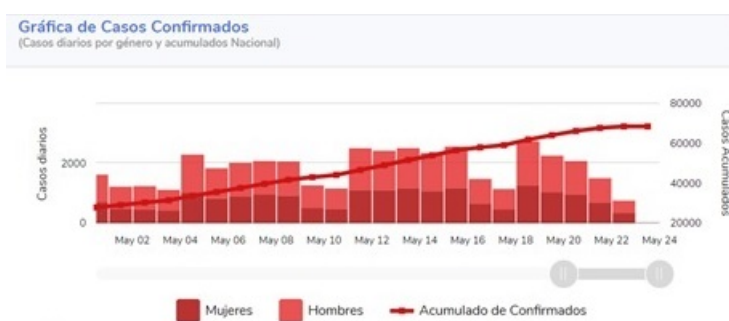 Gráfica de Casos Confirmados
(Casos diarios por género y acumulados Nacional)
80000
60000
40000
20000
2000
0
Casos diarios
Casos Acumulados
May 02 May 04 May 06 May 08 May 10 May 12 May 14 May 16 May 18 May 20 May 22 May 24
Mujeres Hombres Acumulado de Confirmados